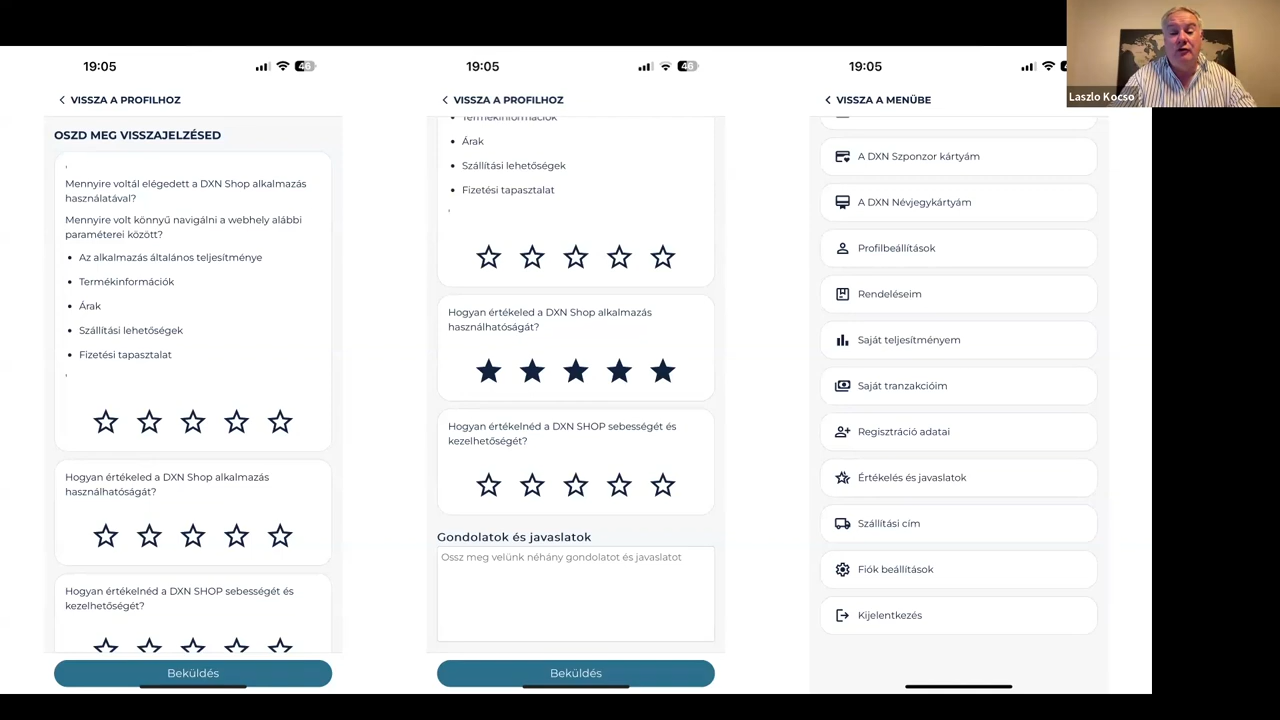 19:05
46
VISSZA A PROFILHOZ
OSZD MEG VISSZAJELZÉSED
,
Mennyire voltál elégedett a DXN Shop alkalmazás
használatával?
Mennyire volt könnyű navigálni a webhely alábbi
paraméterei között?
• Az alkalmazás általános teljesítménye
• Termékinformációk
• Árak
• Szállítási lehetőségek
• Fizetési tapasztalat
,
Hogyan értékeled a DXN Shop alkalmazás
használhatóságát?
Hogyan értékelnéd a DXN SHOP sebességét és
kezelhetőségét?
Beküldés
19:05
46
VISSZA A PROFILHOZ
• Termékinformációk
• Árak
• Szállítási lehetőségek
• Fizetési tapasztalat
,
Hogyan értékeled a DXN Shop alkalmazás
használhatóságát?
Hogyan értékelnéd a DXN SHOP sebességét és
kezelhetőségét?
Gondolatok és javaslatok
Ossz meg velünk néhány gondolatot és javaslatot
Beküldés
19:05
VISSZA A MENÜBE
A DXN Szponzor kártyám
A DXN Névjegykártyám
Profilbeállítások
Rendeléseim
Saját teljesítményem
Saját tranzakcióim
Regisztráció adatai
Értékelés és javaslatok
Szállítási cím
Fiók beállítások
Kijelentkezés
Laszlo Kocso